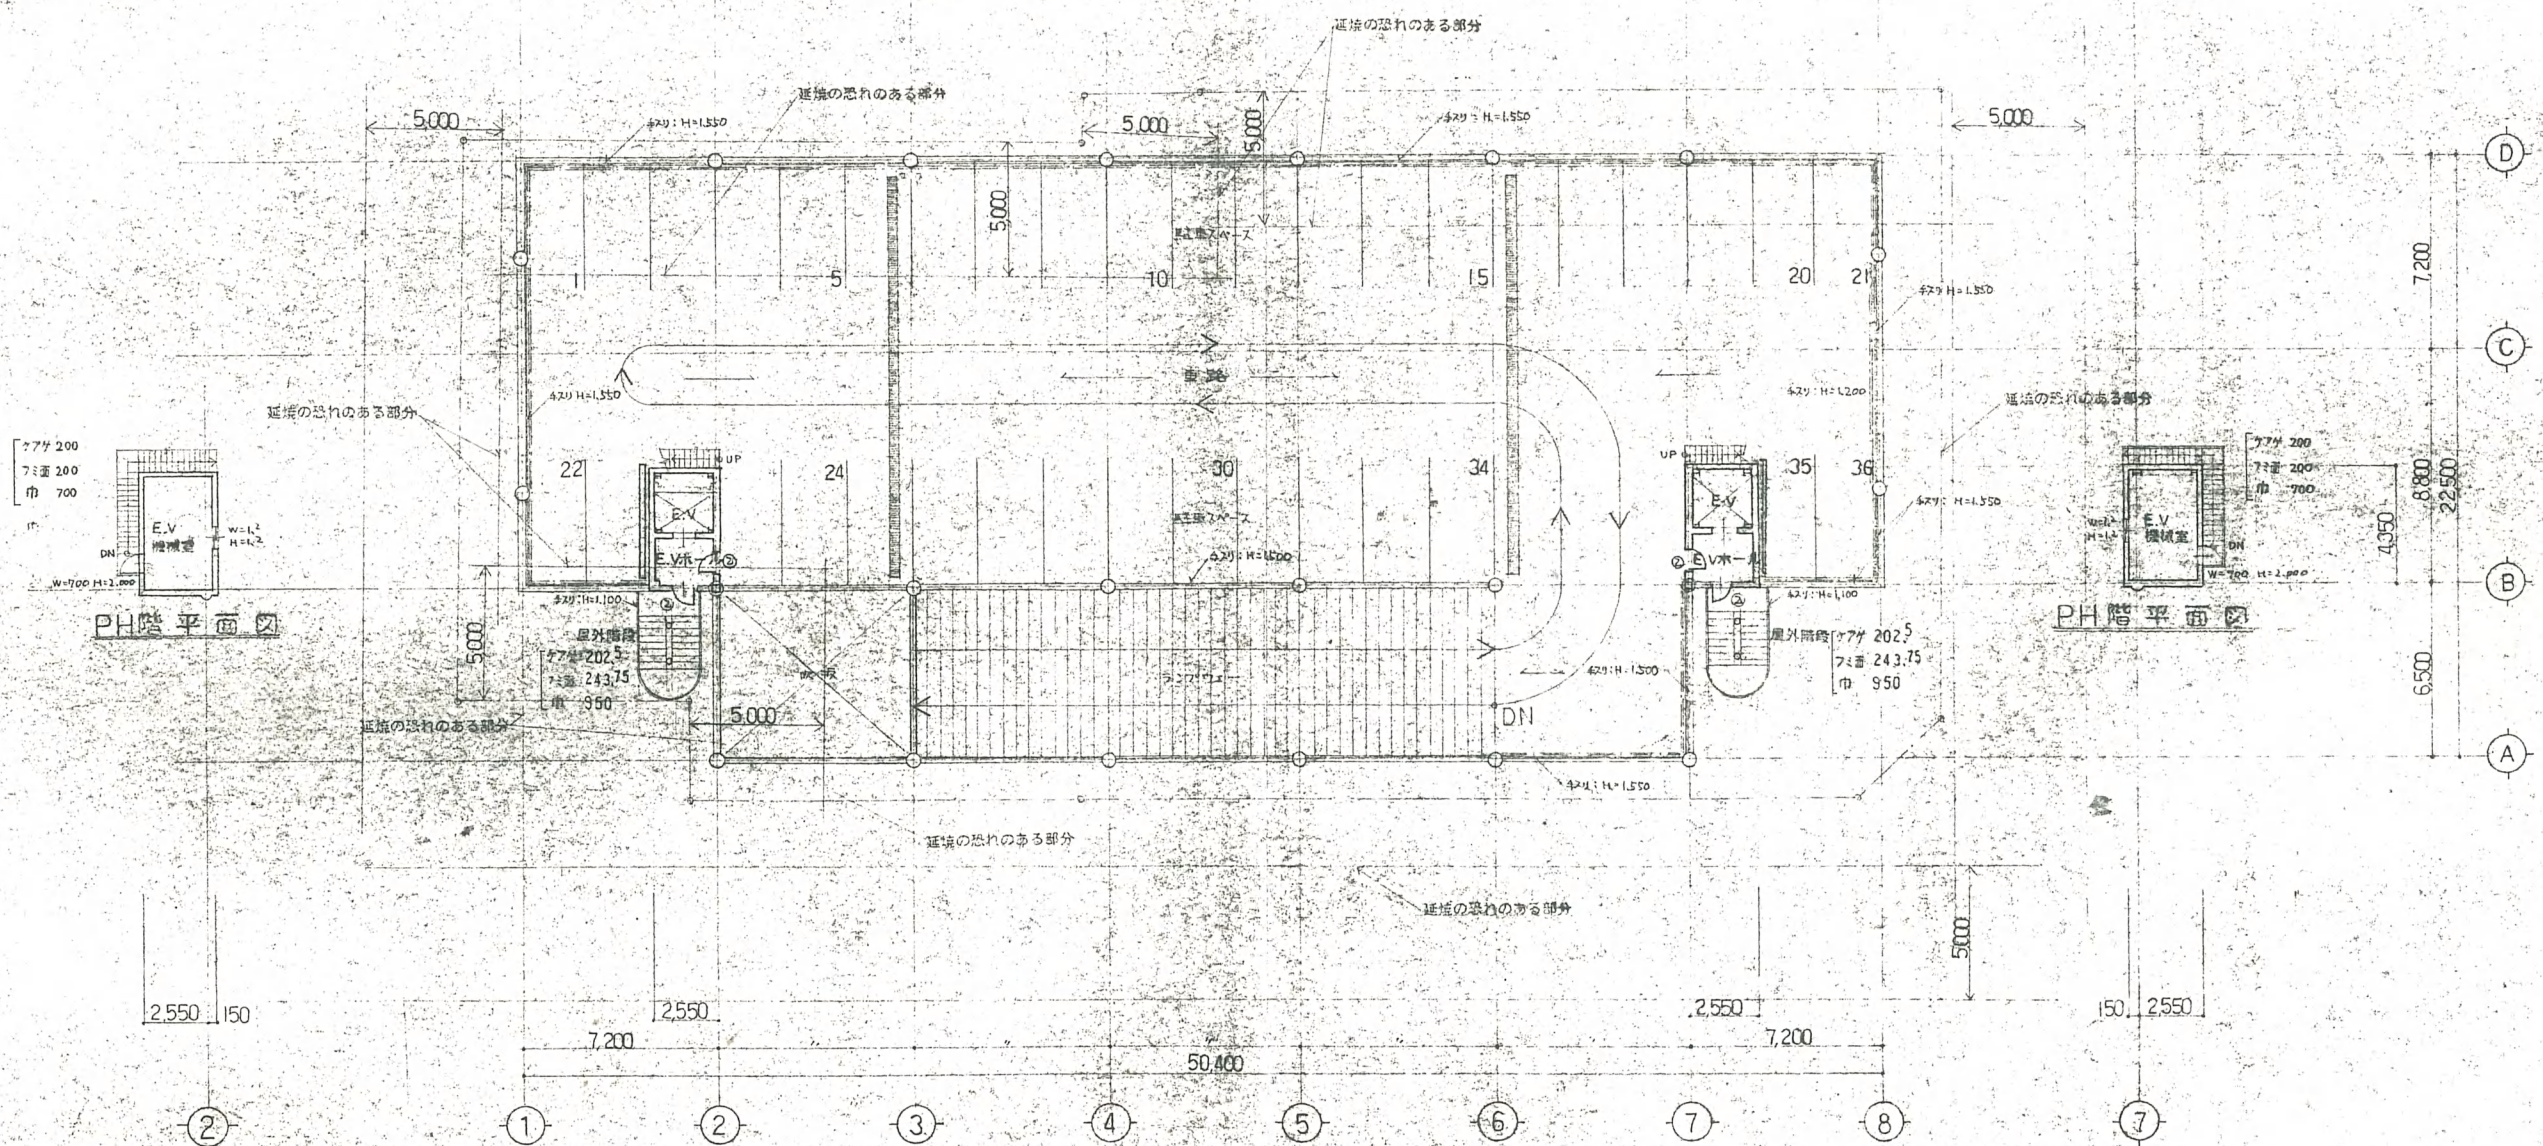 延焼の恐れのある部分
延焼の恐れのある部分
5,000
テスリ:H=1.550
5,000
5,000
テスリ:H=1.550
5,000
D
5,000
駐車スペース
7,200
1
5
10
15
20
21
テスリ H=1.550
C
車路
テスリ H=1.550
テスリ:H=1.200
延焼の恐れのある部分
延焼の恐れのある部分
ケアゲ 200
フミ面 200
巾 700
ケアゲ 200
フミ面 200
巾 700
UP
UP
22
24
30
34
35
36
8,800
22,500
4,350
E.V
E.V
テスリ:H=1.550
駐車スペース
E.V
機械室
W=1.2
H=1.2
W=1.2
H=1.2
E.V
機械室
DN
DN
テスリ:H=1.500
E.Vホール
②
②
E.Vホール
W=700 H=2.000
W=700 H=2.000
B
テスリ:H=1.100
②
②
テスリ:H=1.100
PH階平面図
PH階平面図
5,000
屋外階段
ケアゲ 202.5
フミ面 243.75
巾 950
屋外階段
ケアゲ 202.5
フミ面 243.75
巾 950
テスリ:H=1.500
6,500
延焼の恐れのある部分
5,000
DN
A
テスリ:H=1.550
延焼の恐れのある部分
延焼の恐れのある部分
5,000
2,550
150
2,550
2,550
150
2,550
7,200
〃
〃
〃
〃
7,200
50,400
2
1
2
3
4
5
6
7
8
7